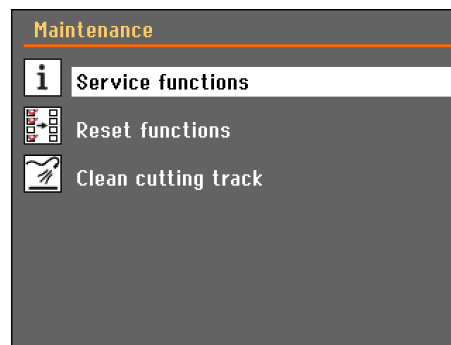 Maintenance
i Service functions
Reset functions
Clean cutting track